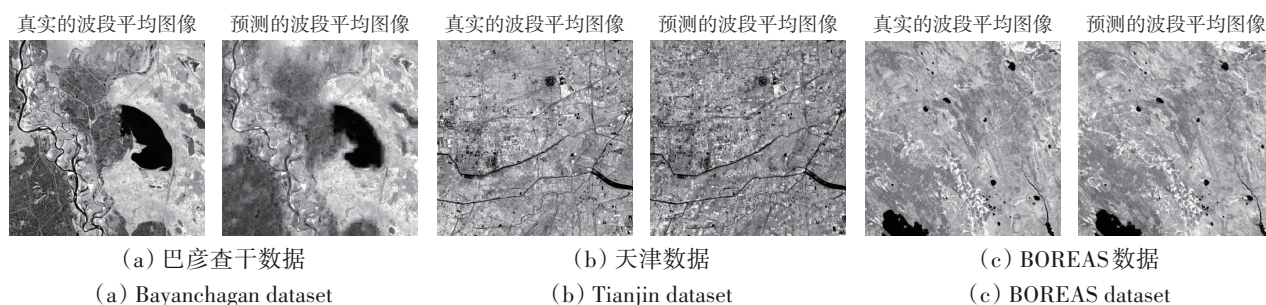 真实的波段平均图像 预测的波段平均图像 真实的波段平均图像 预测的波段平均图像 真实的波段平均图像 预测的波段平均图像
(a)巴彦查干数据 (b)天津数据 (c)BOREAS数据
(a) Bayanchagan dataset (b) Tianjin dataset (c) BOREAS dataset